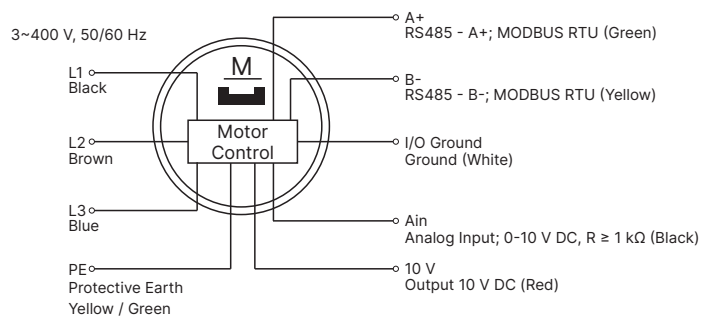 3~400 V, 50/60 Hz
L1
Black
L2
Brown
L3
Blue
PE
Protective Earth
Yellow / Green
M
Motor
Control
A+
RS485 - A+; MODBUS RTU (Green)
B-
RS485 - B-; MODBUS RTU (Yellow)
I/O Ground
Ground (White)
Ain
Analog Input; 0-10 V DC, R ≥ 1 kΩ (Black)
10 V
Output 10 V DC (Red)